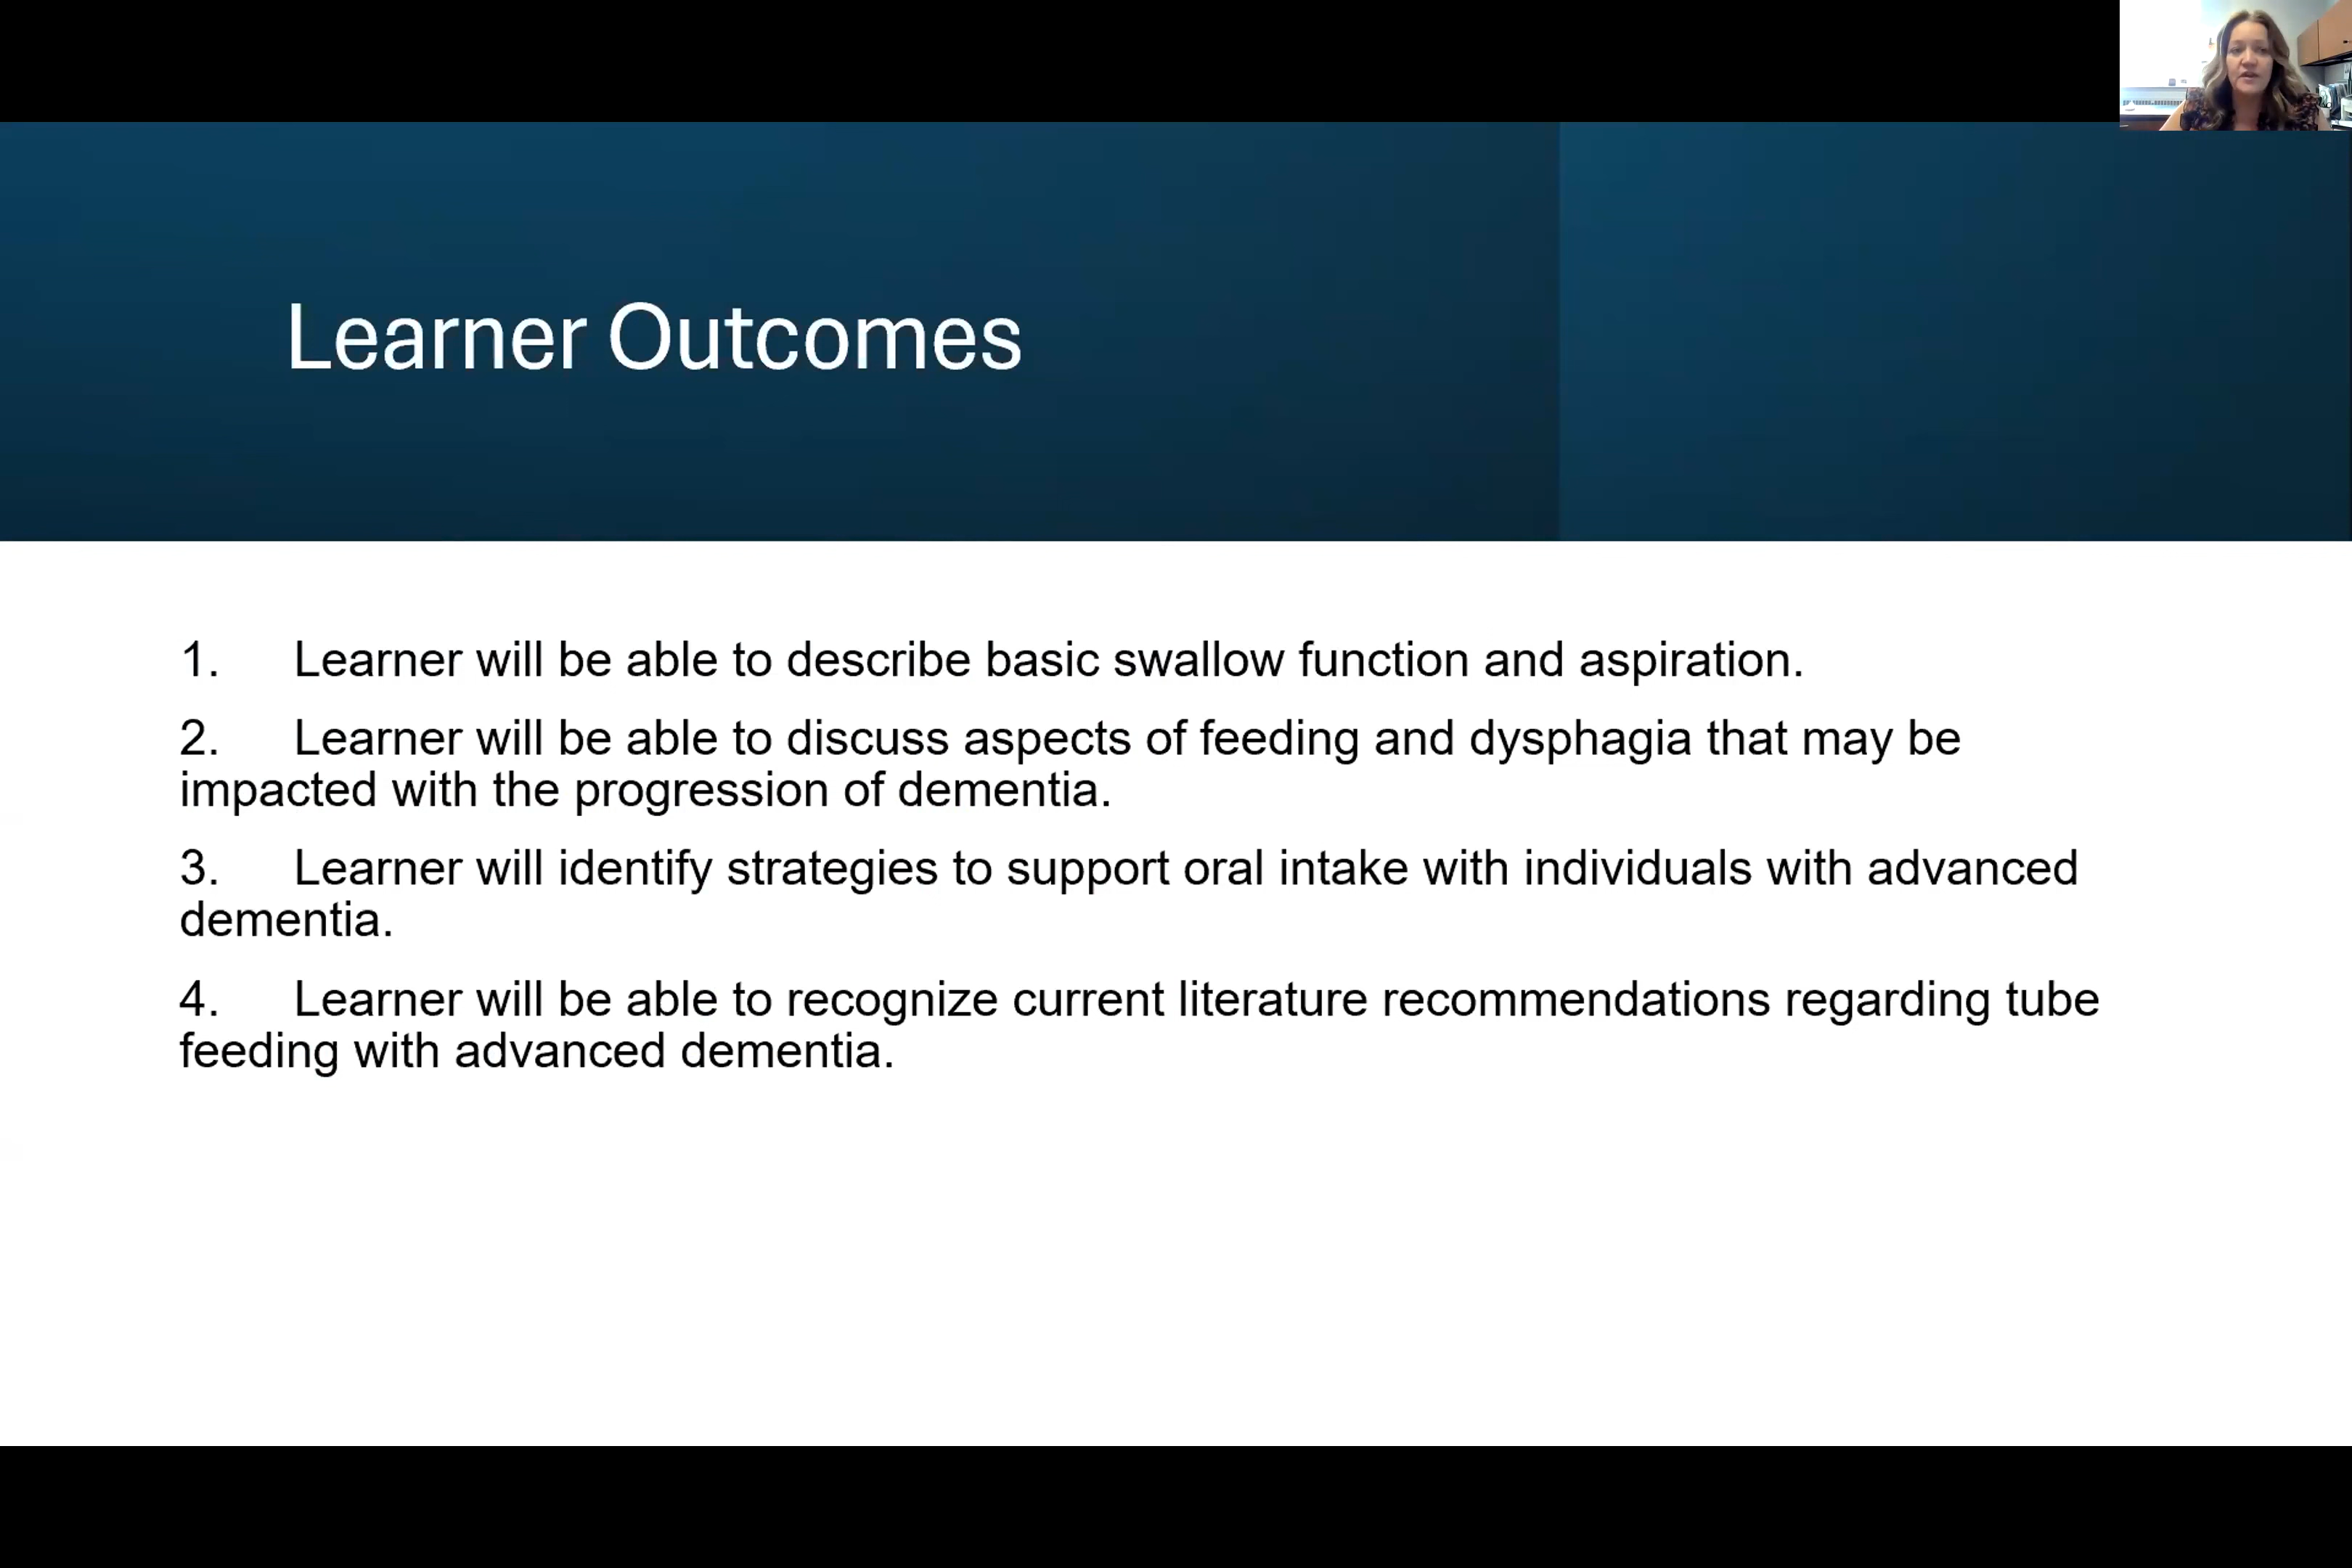 Learner Outcomes
1. Learner will be able to describe basic swallow function and aspiration.
2. Learner will be able to discuss aspects of feeding and dysphagia that may be
impacted with the progression of dementia.
3. Learner will identify strategies to support oral intake with individuals with advanced
dementia.
4. Learner will be able to recognize current literature recommendations regarding tube
feeding with advanced dementia.